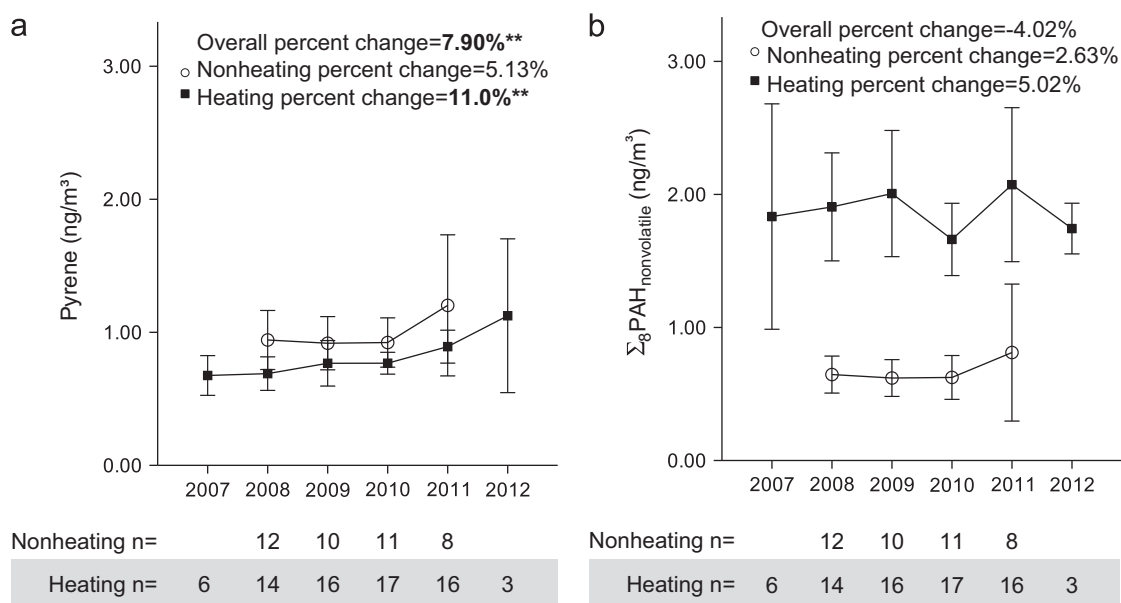 a
Overall percent change=7.90%**
Nonheating percent change=5.13%
Heating percent change=11.0%**
Pyrene (ng/m³)
3.00
2.00
1.00
0.00
2007 2008 2009 2010 2011 2012
Nonheating n= 12 10 11 8
Heating n= 6 14 16 17 16 3
b
Overall percent change=-4.02%
Nonheating percent change=2.63%
Heating percent change=5.02%
Σ8PAHnonvolatile (ng/m³)
3.00
2.00
1.00
0.00
2007 2008 2009 2010 2011 2012
Nonheating n= 12 10 11 8
Heating n= 6 14 16 17 16 3